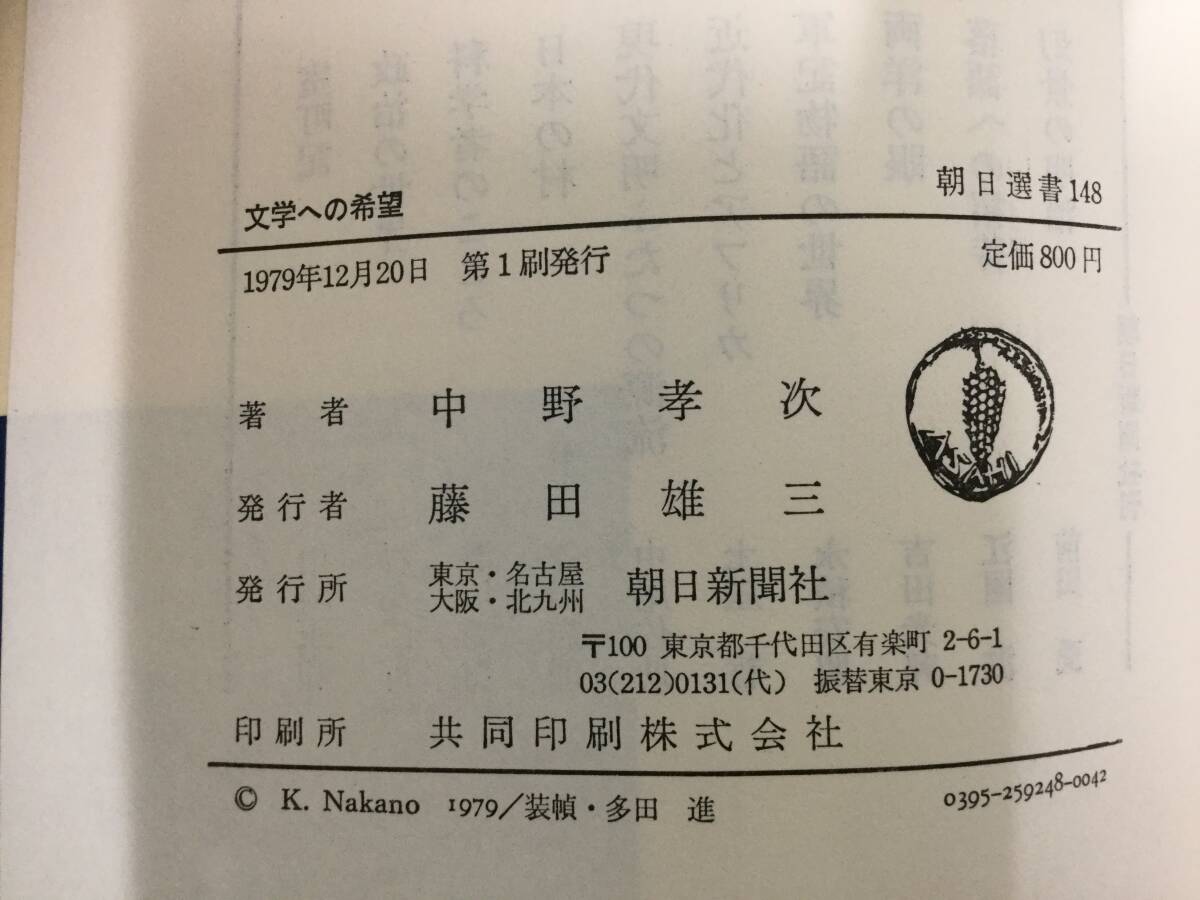 文学への希望
朝日選書148
1979年12月20日 第1刷発行
定価800円
著者 中野孝次
発行者 藤田雄三
発行所 東京・名古屋 大阪・北九州 朝日新聞社
〒100 東京都千代田区有楽町 2-6-1
03(212)0131(代) 振替東京 0-1730
印刷所 共同印刷株式会社
© K. Nakano 1979/装幀・多田 進
0395-259248-0042
ASAHI